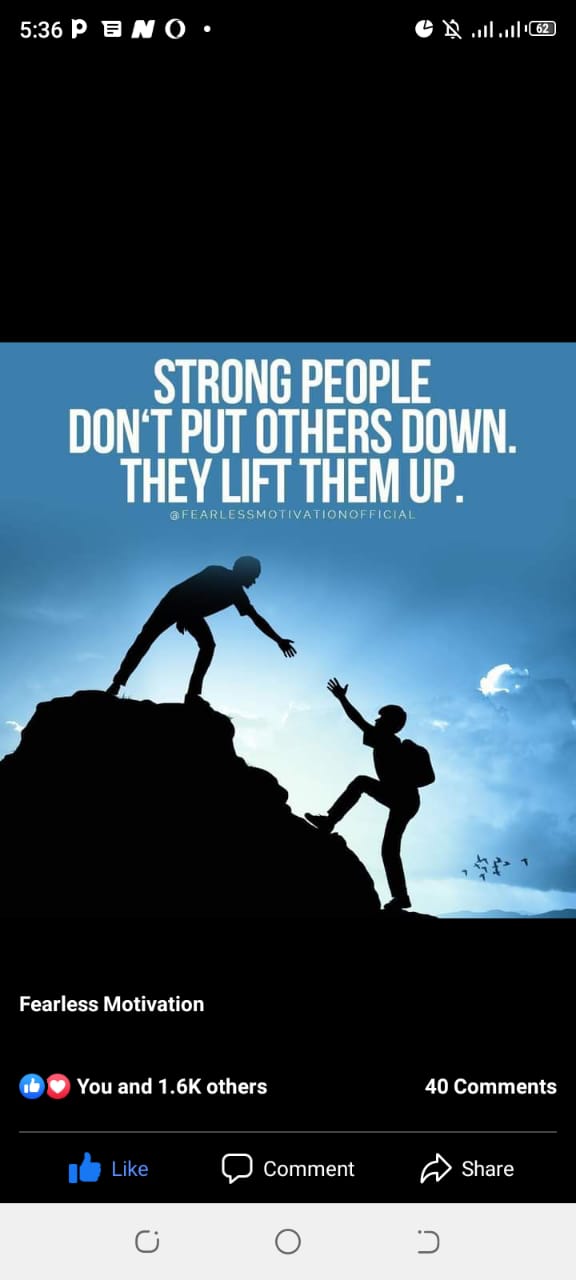 5:36
62
STRONG PEOPLE
DON‘T PUT OTHERS DOWN.
THEY LIFT THEM UP.
@FEARLESSMOTIVATIONOFFICIAL
Fearless Motivation
You and 1.6K others 40 Comments
Like Comment Share